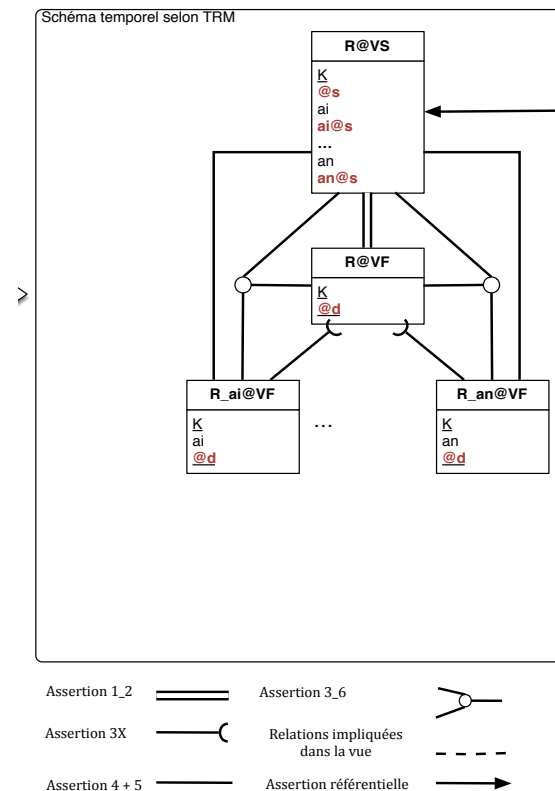 Schéma temporel selon TRM
R@VS
K
@s
ai
ai@s
...
an
an@s
R@VF
K
@d
R_ai@VF
K
ai
@d
...
R_an@VF
K
an
@d
Assertion 1_2
Assertion 3_6
Assertion 3X
Relations impliquées
dans la vue
Assertion 4 + 5
Assertion référentielle